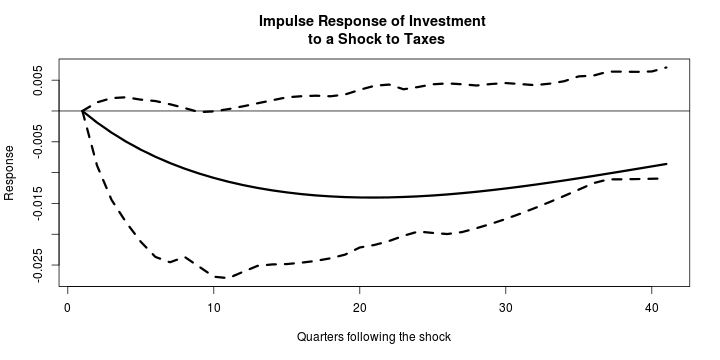 Impulse Response of Investment
to a Shock to Taxes
Response
0.005
-0.005
-0.015
-0.025
0 10 20 30 40
Quarters following the shock